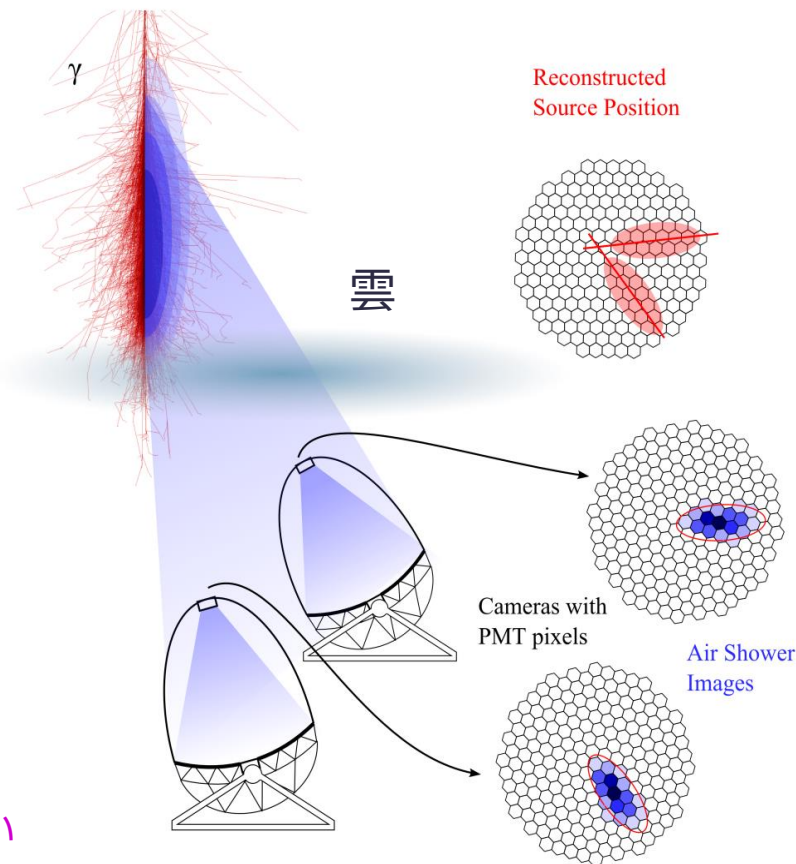 γ
Reconstructed
Source Position
雲
Cameras with
PMT pixels
Air Shower
Images